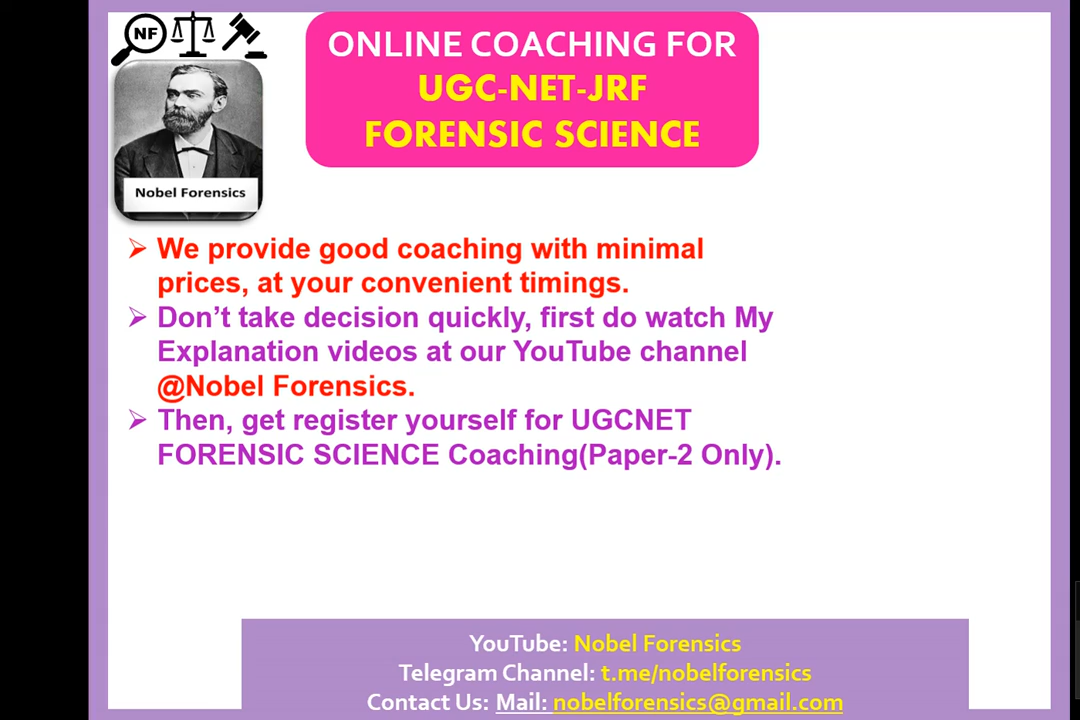 NF
Nobel Forensics
ONLINE COACHING FOR
UGC-NET-JRF
FORENSIC SCIENCE
➢ We provide good coaching with minimal
prices, at your convenient timings.
➢ Don’t take decision quickly, first do watch My
Explanation videos at our YouTube channel
@Nobel Forensics.
➢ Then, get register yourself for UGCNET
FORENSIC SCIENCE Coaching(Paper-2 Only).
YouTube: Nobel Forensics
Telegram Channel: t.me/nobelforensics
Contact Us: Mail: nobelforensics@gmail.com